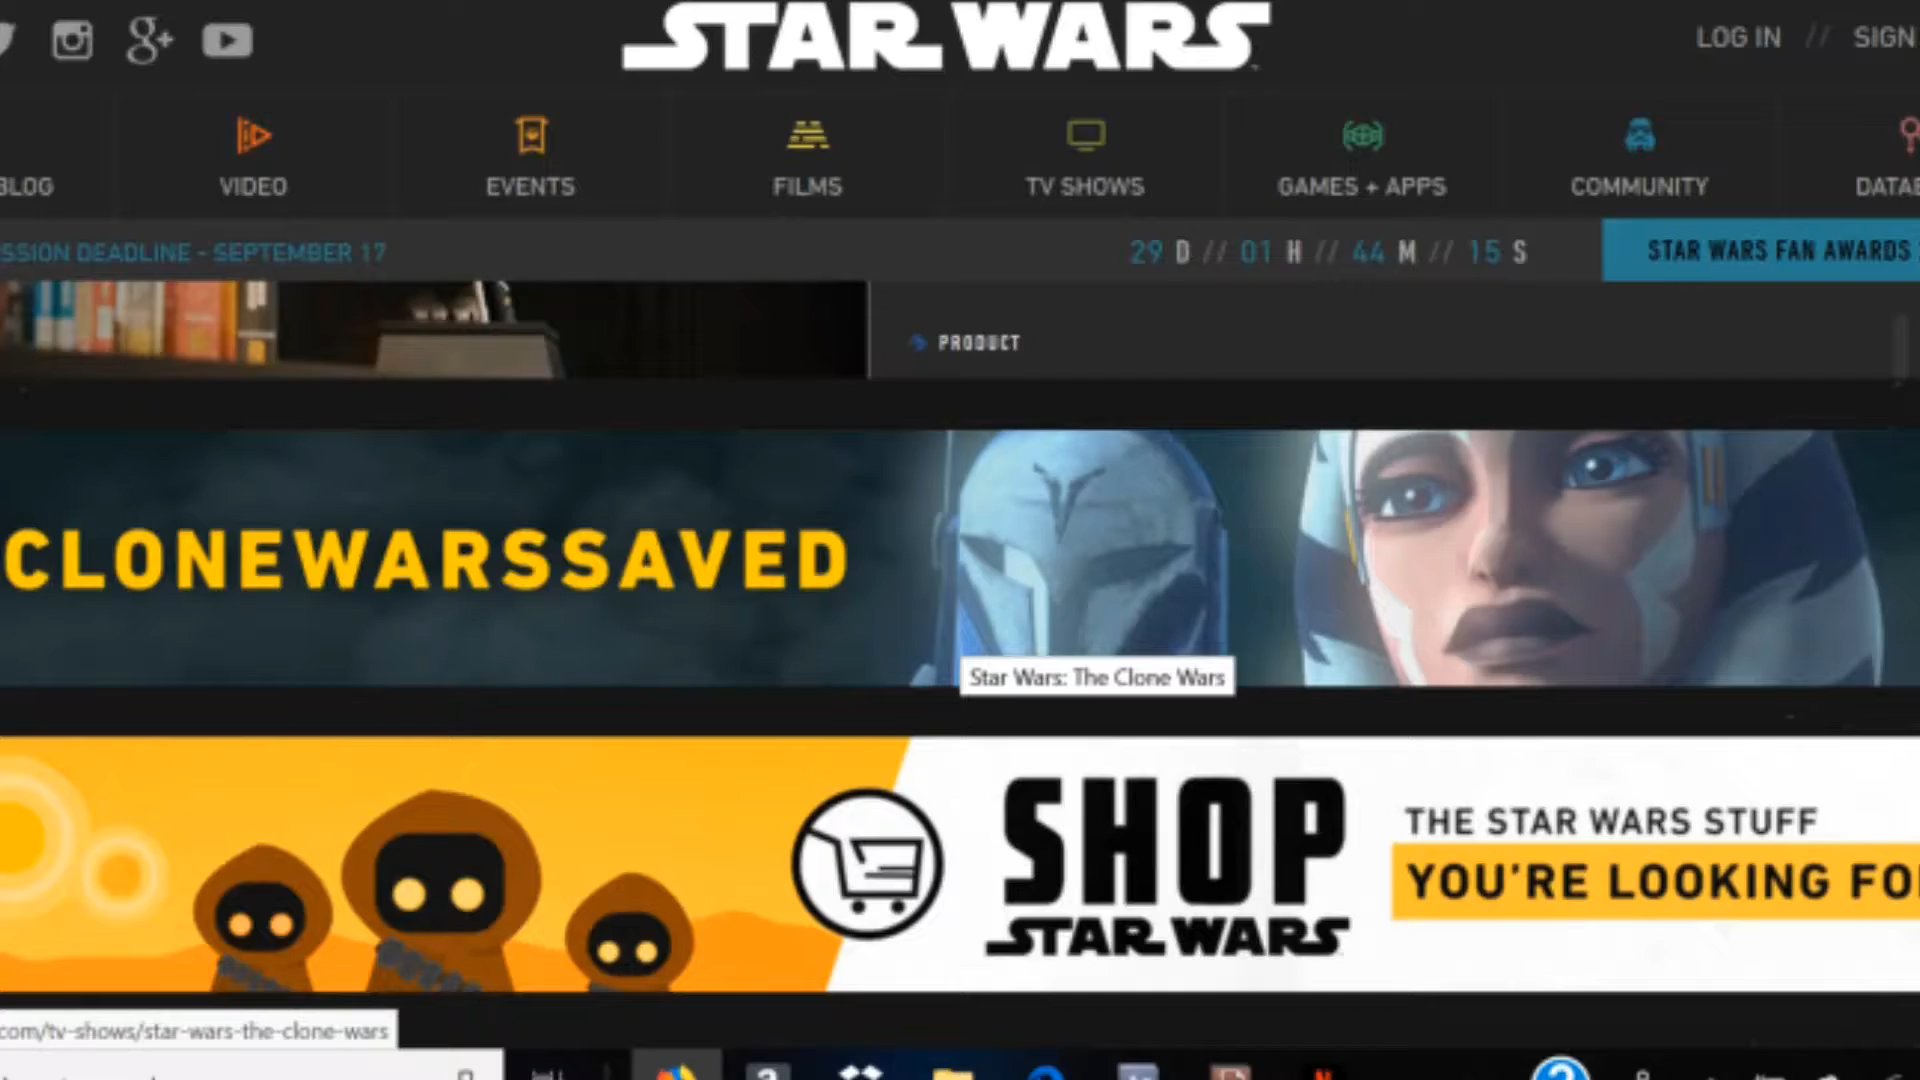 STAR WARS
LOG IN // SIGN
BLOG VIDEO EVENTS FILMS TV SHOWS GAMES + APPS COMMUNITY DATAB
SSION DEADLINE - SEPTEMBER 17 29 D // 01 H // 44 M // 15 S STAR WARS FAN AWARDS
PRODUCT
CLONEWARSSAVED
Star Wars: The Clone Wars
SHOP
STAR WARS
THE STAR WARS STUFF
YOU'RE LOOKING FO
com/tv-shows/star-wars-the-clone-wars